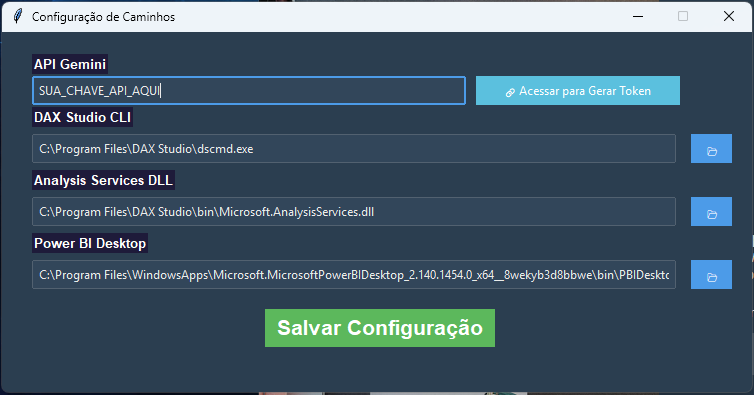 Configuração de Caminhos
API Gemini
SUA_CHAVE_API_AQUI
Acessar para Gerar Token
DAX Studio CLI
C:\Program Files\DAX Studio\dscmd.exe
Analysis Services DLL
C:\Program Files\DAX Studio\bin\Microsoft.AnalysisServices.dll
Power BI Desktop
C:\Program Files\WindowsApps\Microsoft.MicrosoftPowerBIDesktop_2.140.1454.0_x64__8wekyb3d8bbwe\bin\PBIDeskto
Salvar Configuração